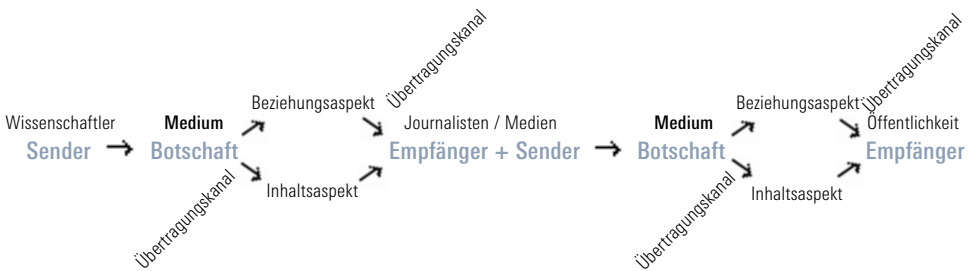 Wissenschaftler
Sender
Medium
Botschaft
Übertragungskanal
Beziehungsaspekt
Inhaltsaspekt
Übertragungskanal
Journalisten / Medien
Empfänger + Sender
Medium
Botschaft
Übertragungskanal
Beziehungsaspekt
Inhaltsaspekt
Übertragungskanal
Öffentlichkeit
Empfänger